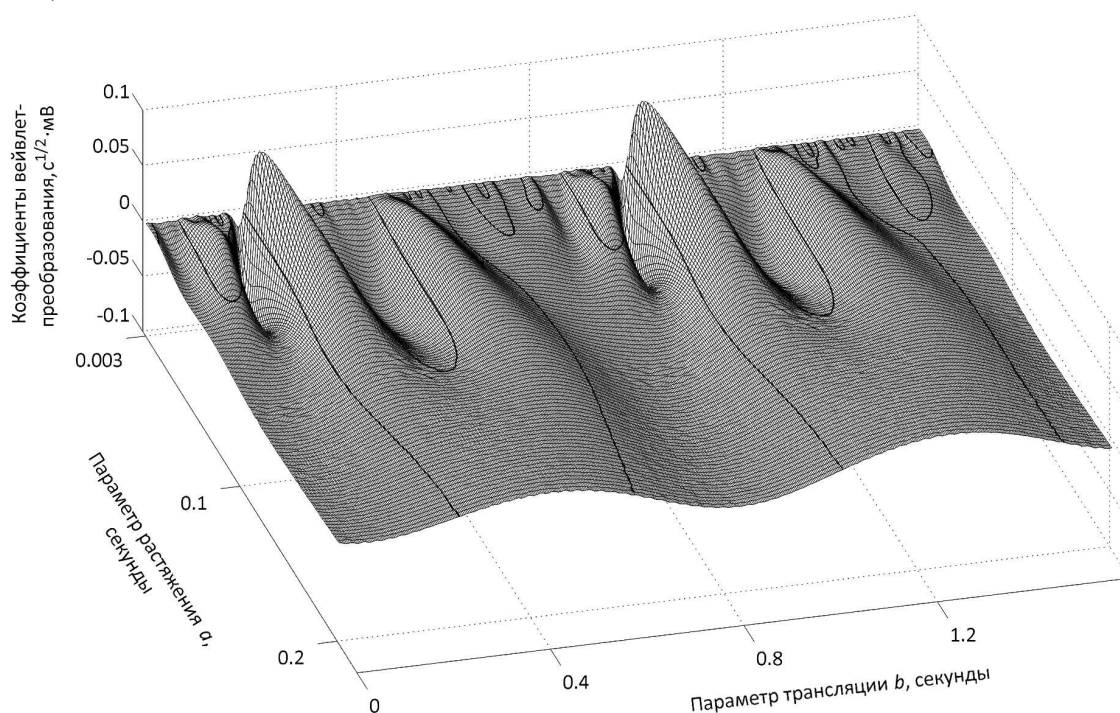 Коэффициенты вейвлет-
преобразования, с1/2·мВ
0.1
0.05
0
-0.05
-0.1
0.003
0.1
0.2
Параметр растяжения a,
секунды
0
0.4
0.8
1.2
Параметр трансляции b, секунды